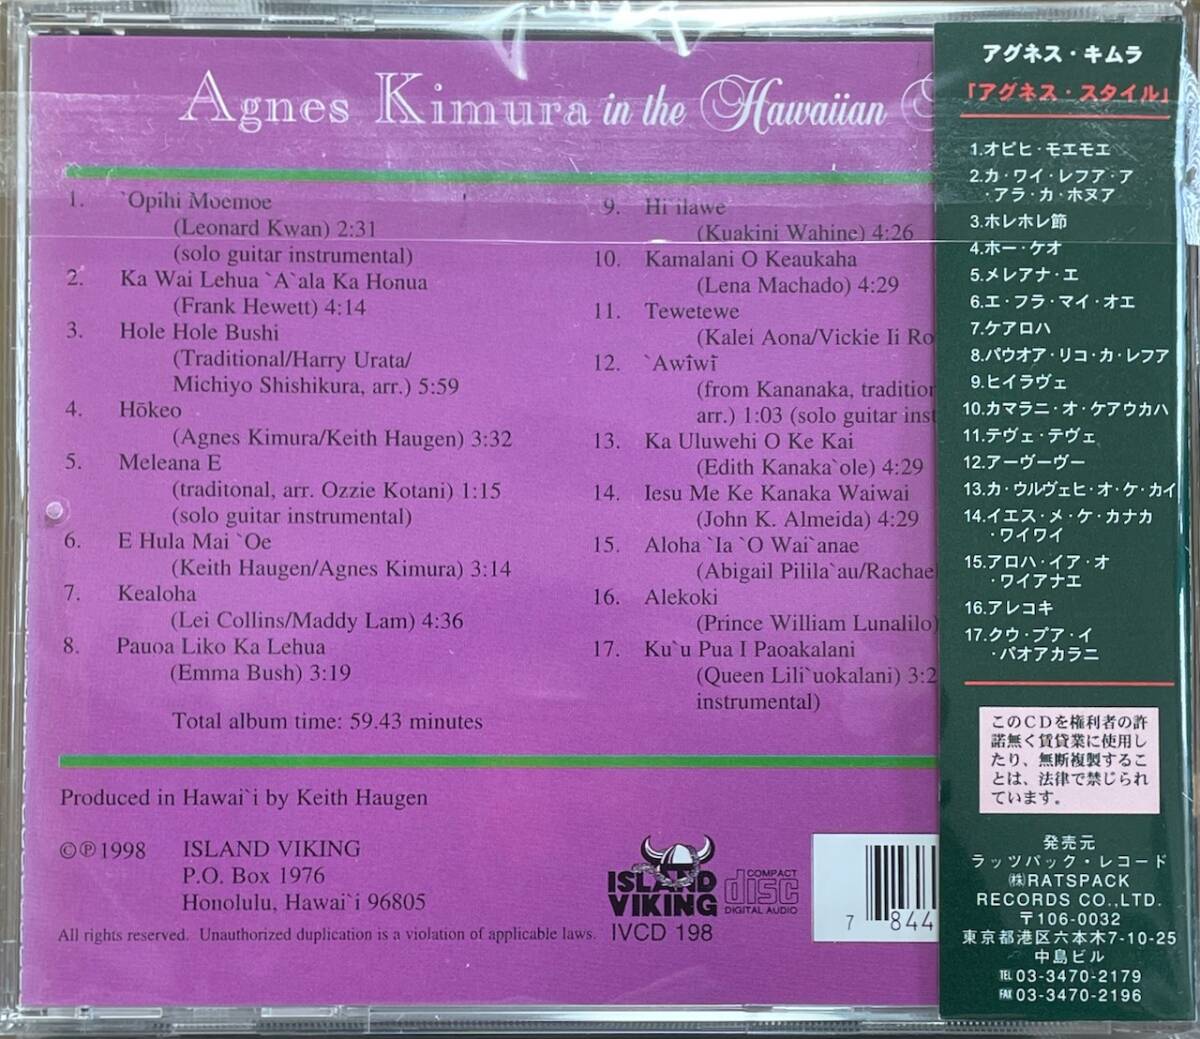 Agnes Kimura in the Hawaiian
1. `Opihi Moemoe
(Leonard Kwan) 2:31
(solo guitar instrumental)
2. Ka Wai Lehua `A`ala Ka Honua
(Frank Hewett) 4:14
3. Hole Hole Bushi
(Traditional/Harry Urata/
Michiyo Shishikura, arr.) 5:59
4. Hōkeo
(Agnes Kimura/Keith Haugen) 3:32
5. Meleana E
(traditonal, arr. Ozzie Kotani) 1:15
(solo guitar instrumental)
6. E Hula Mai `Oe
(Keith Haugen/Agnes Kimura) 3:14
7. Kealoha
(Lei Collins/Maddy Lam) 4:36
8. Pauoa Liko Ka Lehua
(Emma Bush) 3:19
Total album time: 59.43 minutes
9. Hi`ilawe
(Kuakini Wahine) 4:26
10. Kamalani O Keaukaha
(Lena Machado) 4:29
11. Tewetewe
(Kalei Aona/Vickie Ii Ro
12. `Awīwī
(from Kananaka, tradition
arr.) 1:03 (solo guitar inst
13. Ka Uluwehi O Ke Kai
(Edith Kanaka`ole) 4:29
14. Iesu Me Ke Kanaka Waiwai
(John K. Almeida) 4:29
15. Aloha `Ia `O Wai`anae
(Abigail Pilila`au/Rachae
16. Alekoki
(Prince William Lunalilo)
17. Ku`u Pua I Paoakalani
(Queen Lili`uokalani) 3:2
instrumental)
Produced in Hawai`i by Keith Haugen
©℗1998 ISLAND VIKING
P.O. Box 1976
Honolulu, Hawai`i 96805
All rights reserved. Unauthorized duplication is a violation of applicable laws.
ISLAND
VIKING
IVCD 198
COMPACT
disc
DIGITAL AUDIO
7 844
アグネス・キムラ
「アグネス・スタイル」
1.オピヒ・モエモエ
2.カ・ワイ・レフア・ア
・アラ・カ・ホヌア
3.ホレホレ節
4.ホー・ケオ
5.メレアナ・エ
6.エ・フラ・マイ・オエ
7.ケアロハ
8.パウオア・リコ・カ・レフア
9.ヒイラヴェ
10.カマラニ・オ・ケアウカハ
11.テヴェ・テヴェ
12.アーヴーヴー
13.カ・ウルヴェヒ・オ・ケ・カイ
14.イエス・メ・ケ・カナカ
・ワイワイ
15.アロハ・イア・オ
・ワイアナエ
16.アレコキ
17.クウ・プア・イ
・パオアカラニ
このCDを権利者の許
諾無く賃貸業に使用し
たり、無断複製するこ
とは、法律で禁じられ
ています。
発売元
ラッツパック・レコード
㈱RATSPACK
RECORDS CO.,LTD.
〒106-0032
東京都港区六本木7-10-25
中島ビル
TEL 03-3470-2179
FAX 03-3470-2196